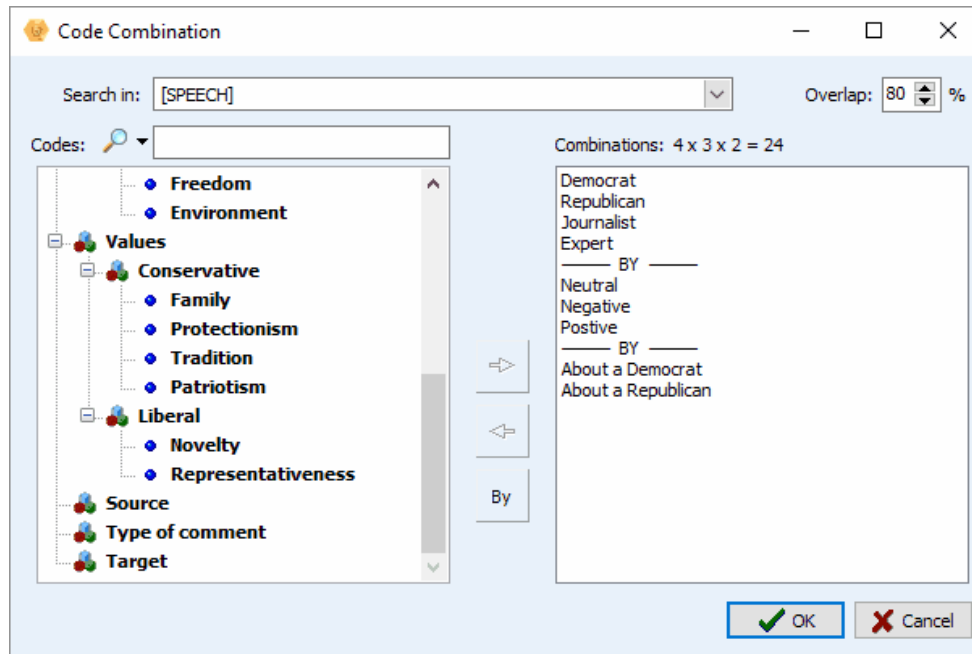 Code Combination
Search in: [SPEECH] Overlap: 80 %
Codes:
Combinations: 4 x 3 x 2 = 24
Freedom
Environment
Values
Conservative
Family
Protectionism
Tradition
Patriotism
Liberal
Novelty
Representativeness
Source
Type of comment
Target
By
Democrat
Republican
Journalist
Expert
BY
Neutral
Negative
Postive
BY
About a Democrat
About a Republican
OK Cancel